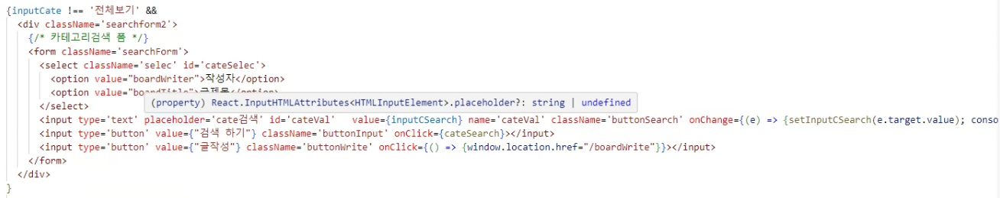 {inputCate !== '전체보기' &&
<div className='searchform2'>
{/* 카테고리검색 폼 */}
<form className='searchForm'>
<select className='selec' id='cateSelec'>
<option value="boardWriter">작성자</option>
<option value="boardTitle">글제목</option>
(property) React.InputHTMLAttributes<HTMLInputElement>.placeholder?: string | undefined
</select>
<input type='text' placeholder='cate검색' id='cateVal' value={inputCSearch} name='cateVal' className='buttonSearch' onChange={(e) => {setInputCSearch(e.target.value); conso
<input type='button' value={"검색 하기"} className='buttonInput' onClick={cateSearch}></input>
<input type='button' value={"글작성"} className='buttonWrite' onClick={() => {window.location.href="/boardWrite"}}></input>
</form>
</div>
}